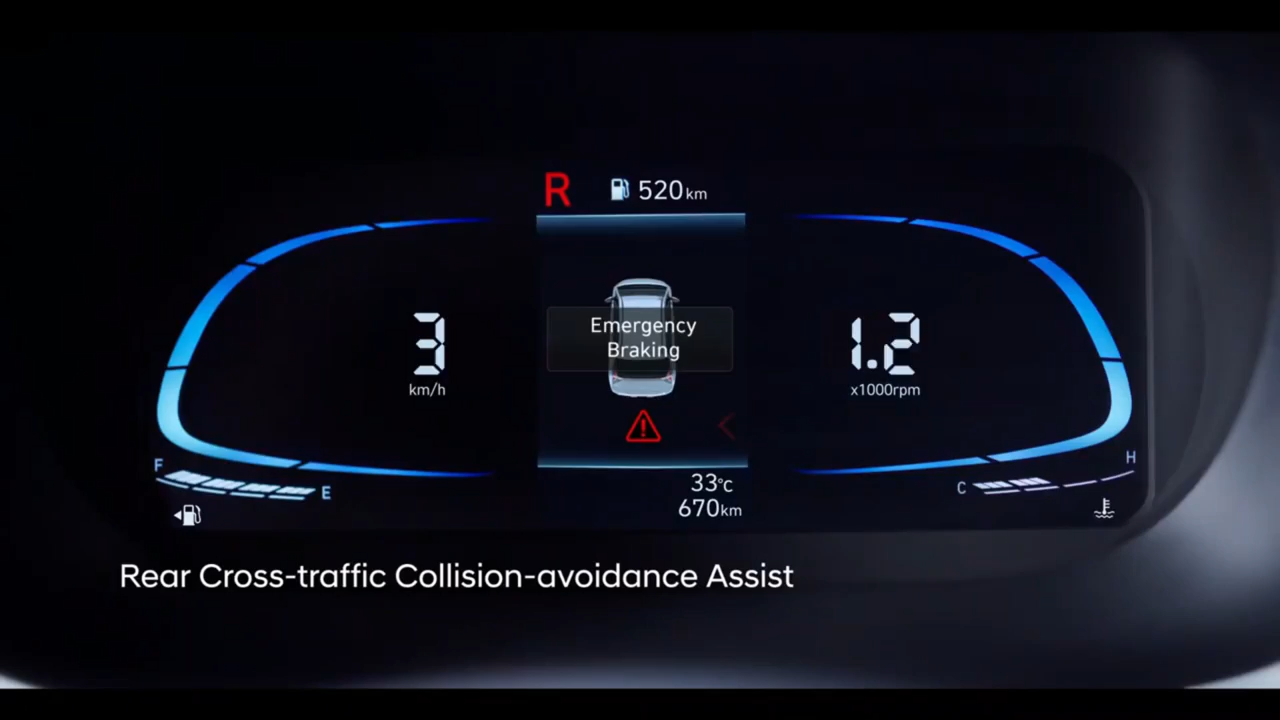 R 520km
Emergency
Braking
3
km/h
1.2
x1000rpm
F
E
C
H
33°C
670km
Rear Cross-traffic Collision-avoidance Assist